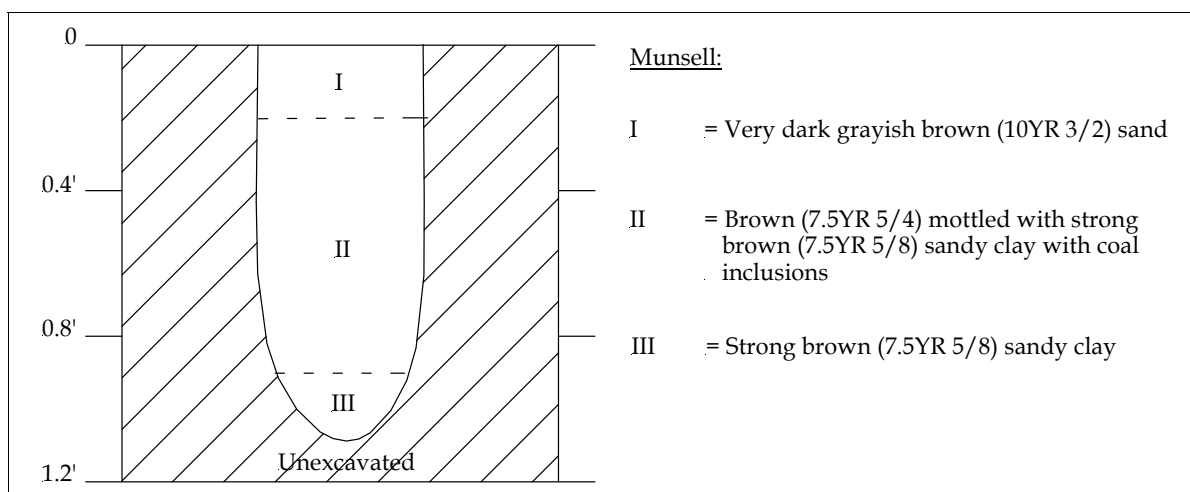 0
0.4'
0.8'
1.2'
I
II
III
Unexcavated
Munsell:
I = Very dark grayish brown (10YR 3/2) sand
II = Brown (7.5YR 5/4) mottled with strong
brown (7.5YR 5/8) sandy clay with coal
inclusions
III = Strong brown (7.5YR 5/8) sandy clay